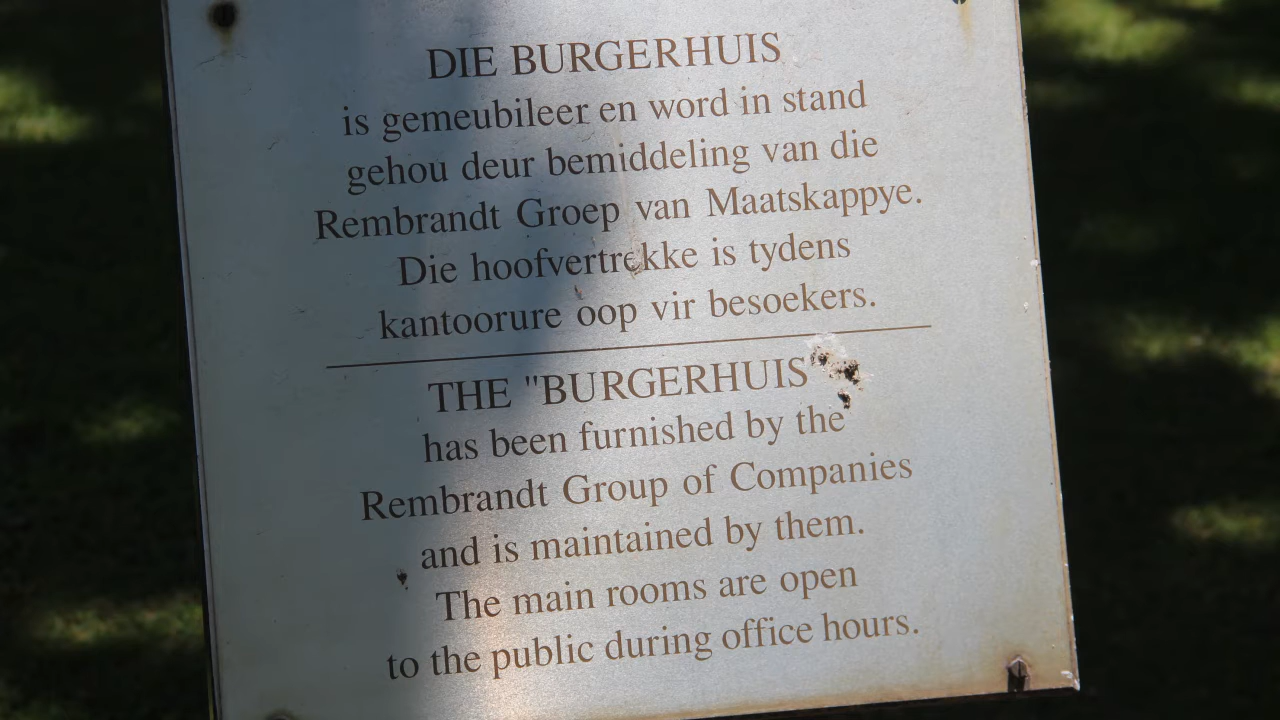 DIE BURGERHUIS
is gemeubileer en word in stand
gehou deur bemiddeling van die
Rembrandt Groep van Maatskappye.
Die hoofvertrekke is tydens
kantoorure oop vir besoekers.
THE "BURGERHUIS"
has been furnished by the
Rembrandt Group of Companies
and is maintained by them.
The main rooms are open
to the public during office hours.